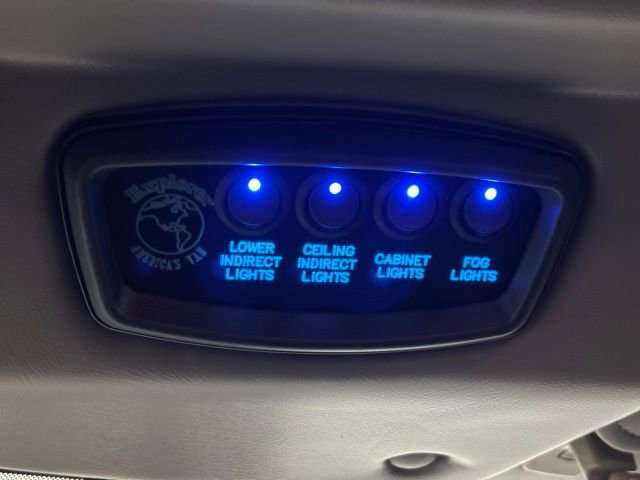 Explorer
AMERICA'S VAN
LOWER
INDIRECT
LIGHTS
CEILING
INDIRECT
LIGHTS
CABINET
LIGHTS
FOG
LIGHTS